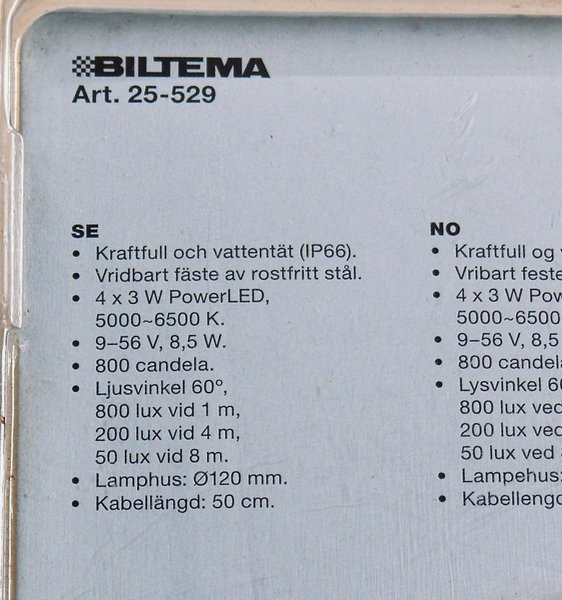 BILTEMA
Art. 25-529
SE
• Kraftfull och vattentät (IP66).
• Vridbart fäste av rostfritt stål.
• 4 x 3 W PowerLED,
5000~6500 K.
• 9–56 V, 8,5 W.
• 800 candela.
• Ljusvinkel 60°,
800 lux vid 1 m,
200 lux vid 4 m,
50 lux vid 8 m.
• Lamphus: Ø120 mm.
• Kabellängd: 50 cm.
NO
• Kraftfull og
• Vribart feste
• 4 x 3 W
5000~6500
• 9–56 V, 8,5
• 800
• Lysvinkel
800 lux
200 lux
50 lux ved
• Lampehus: